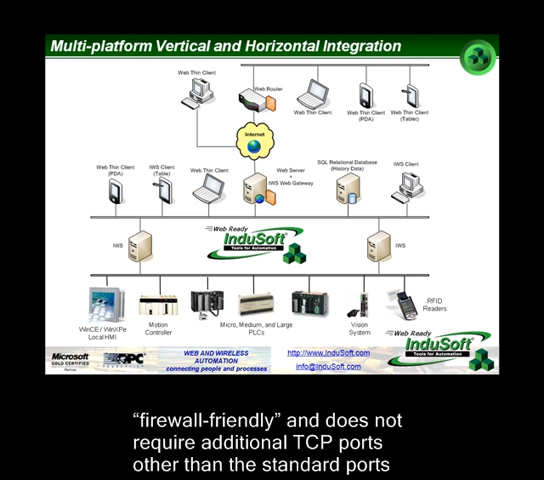 Multi-platform Vertical and Horizontal Integration
Web Thin Client
Web Router
Web Thin Client
Web Thin Client
(PDA)
Web Thin Client
(Tablet)
Internet
Web Thin Client
(PDA)
IWS Client
(Table)
Web Thin Client
Web Server
+
IWS Web Gateway
SQL Relational Database
(History Data)
IWS Client
IWS
Web Ready
InduSoft
Tools for Automation
IWS
WinCE / WinXPe
Local HMI
Motion
Controller
Micro, Medium, and Large
PLCs
Vision
System
RFID
Readers
Web Ready
InduSoft
Tools for Automation
Microsoft
GOLD CERTIFIED
Partner
OPC
FOUNDATION
WEB AND WIRELESS
AUTOMATION
connecting people and processes
http://www.InduSoft.com
info@InduSoft.com
“firewall-friendly” and does not
require additional TCP ports
other than the standard ports